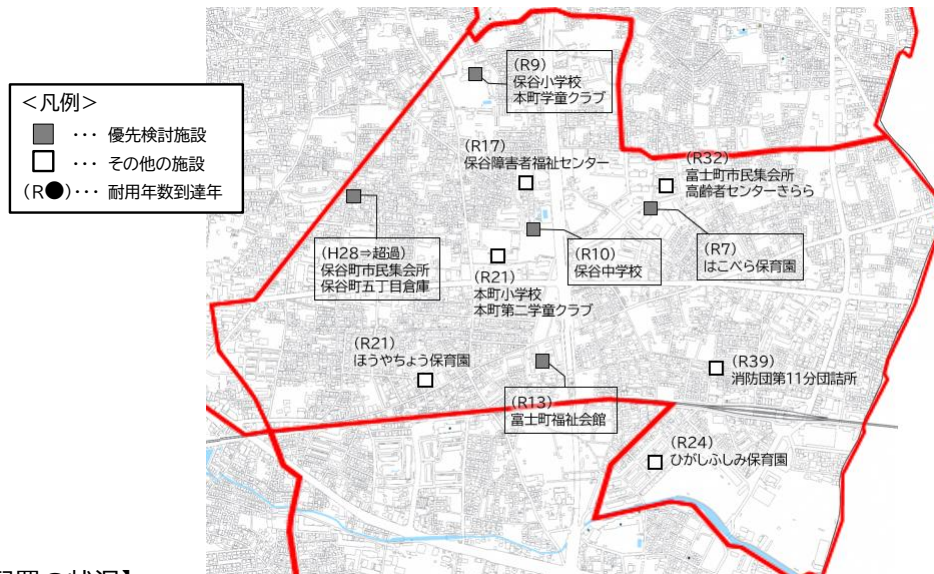 <凡例>
・・・ 優先検討施設
・・・ その他の施設
(R●)・・・ 耐用年数到達年
(R9)
保谷小学校
本町学童クラブ
(R17)
保谷障害者福祉センター
(R32)
富士町市民集会所
高齢者センターきらら
(H28⇒超過)
保谷町市民集会所
保谷町五丁目倉庫
(R10)
保谷中学校
(R7)
はこべら保育園
(R21)
本町小学校
本町第二学童クラブ
(R21)
ほうやちょう保育園
(R39)
消防団第11分団詰所
(R13)
富士町福祉会館
(R24)
ひがしふしみ保育園